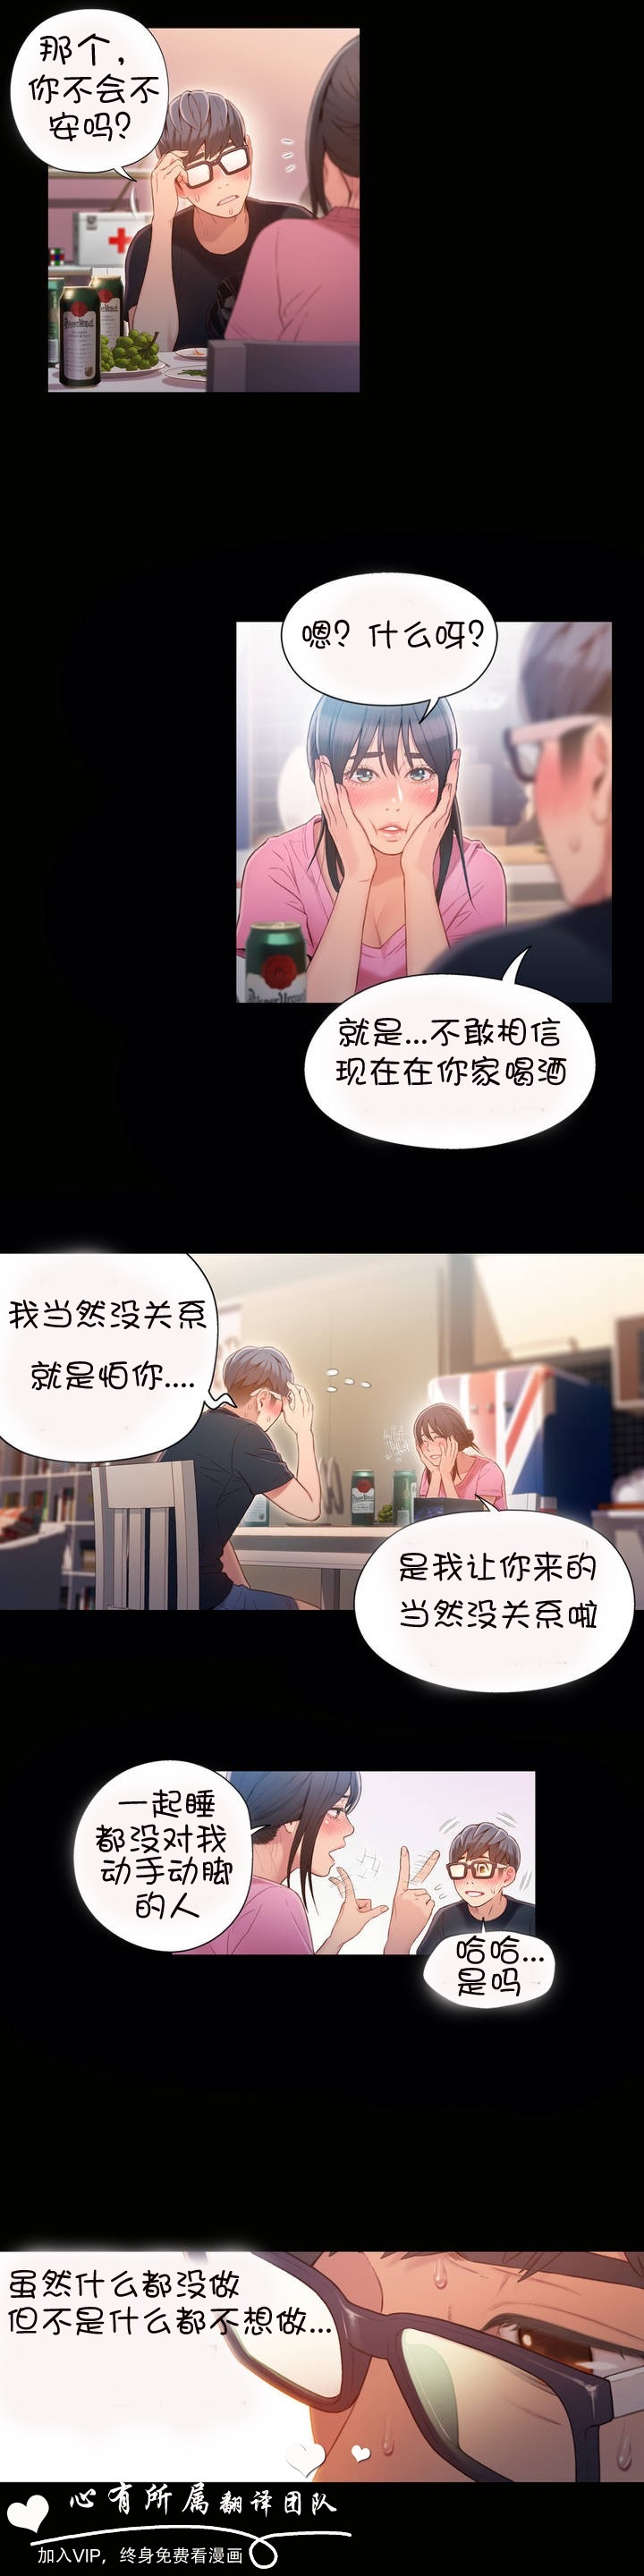 那个，
你不会不
安吗？
嗯？什么呀？
就是...不敢相信
现在在你家喝酒
我当然没关系
就是怕你....
是我让你来的
当然没关系啦
一起睡
都没对我
动手动脚
的人
哈哈...
是吗
虽然什么都没做
但不是什么都不想做...
心有所属翻译团队
加入VIP，终身免费看漫画